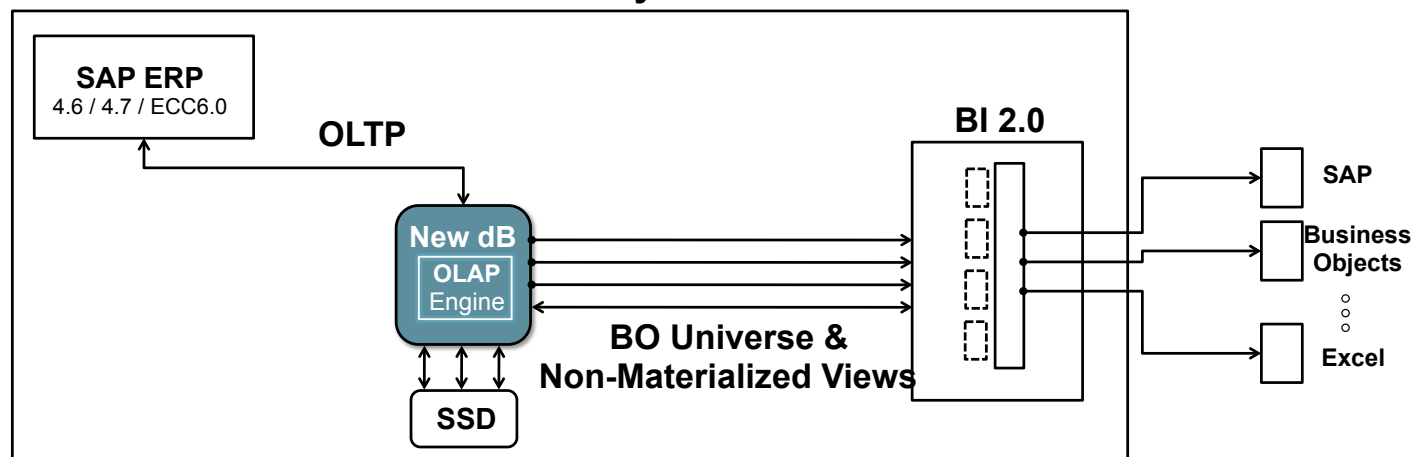 SAP ERP
4.6 / 4.7 / ECC6.0
OLTP
BI 2.0
SAP
New dB
OLAP
Engine
Business
Objects
BO Universe &
Non-Materialized Views
Excel
SSD